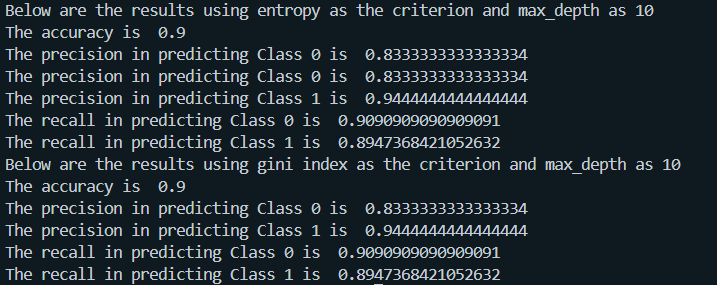 Below are the results using entropy as the criterion and max_depth as 10
The accuracy is  0.9
The precision in predicting Class 0 is  0.8333333333333334
The precision in predicting Class 0 is  0.8333333333333334
The precision in predicting Class 1 is  0.9444444444444444
The recall in predicting Class 0 is  0.9090909090909091
The recall in predicting Class 1 is  0.8947368421052632
Below are the results using gini index as the criterion and max_depth as 10
The accuracy is  0.9
The precision in predicting Class 0 is  0.8333333333333334
The precision in predicting Class 1 is  0.9444444444444444
The recall in predicting Class 0 is  0.9090909090909091
The recall in predicting Class 1 is  0.8947368421052632